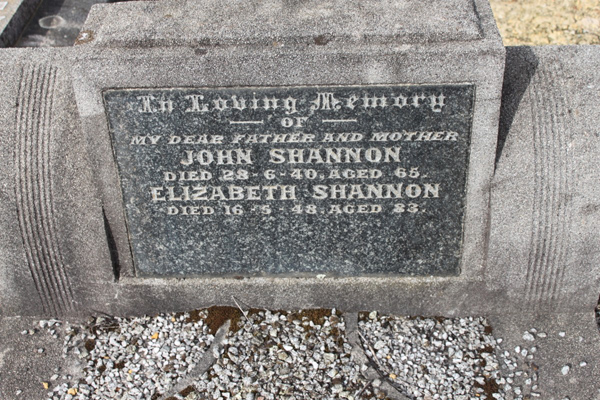 In Loving Memory
— OF —
MY DEAR FATHER AND MOTHER
JOHN SHANNON
DIED 28-6-40, AGED 65.
ELIZABETH SHANNON
DIED 16-5-48, AGED 83.